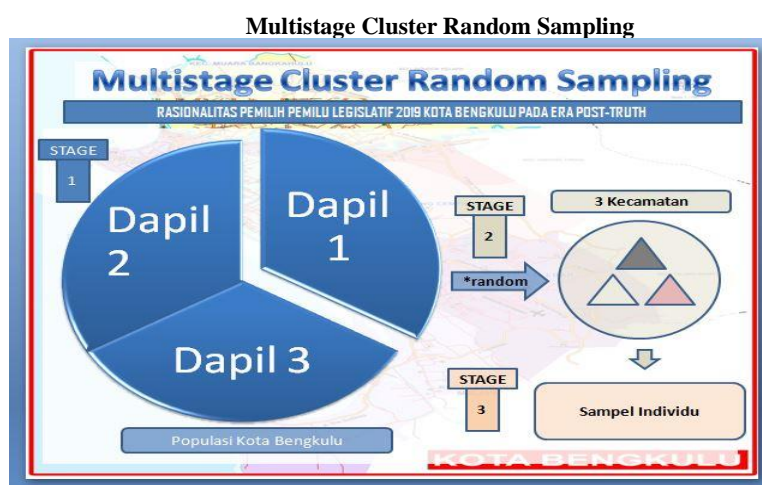 Multistage Cluster Random Sampling
Multistage Cluster Random Sampling
RASIONALITAS PEMILIH PEMILU LEGISLATIF 2019 KOTA BENGKULU PADA ERA POST-TRUTH
STAGE
1
Dapil
1
Dapil
2
Dapil 3
Populasi Kota Bengkulu
STAGE
2
*random
3 Kecamatan
STAGE
3
Sampel Individu
KOTA BENGKULU